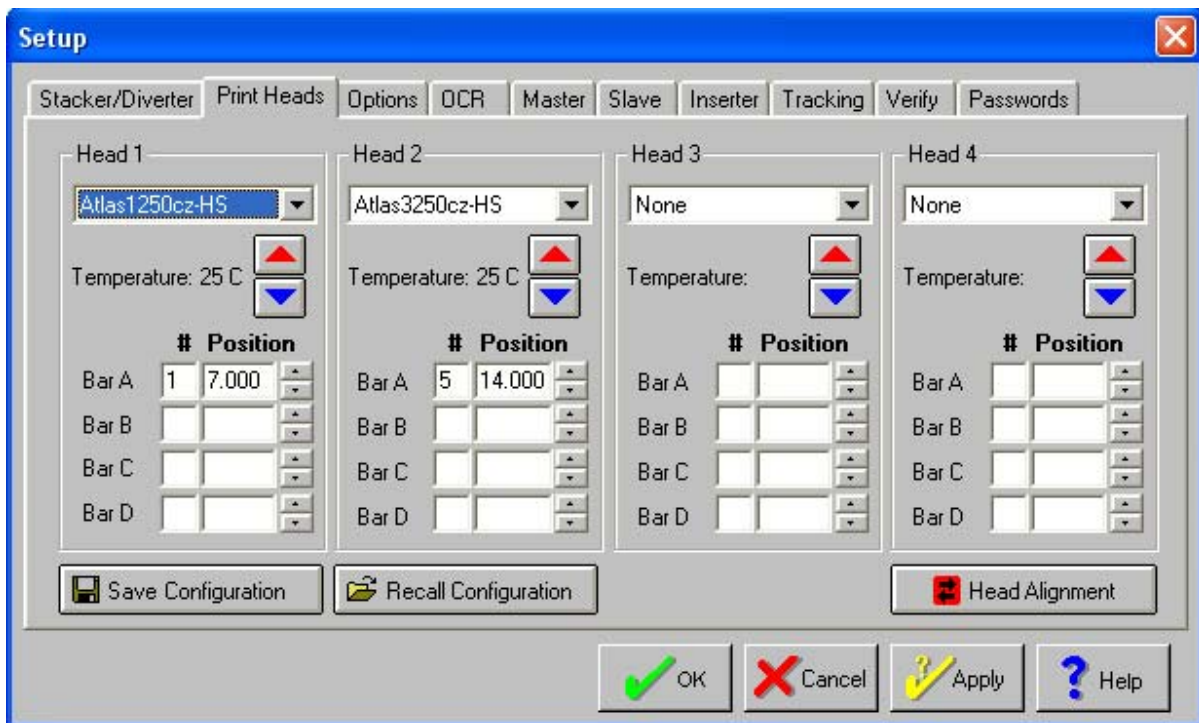 Setup
Stacker/Diverter Print Heads Options OCR Master Slave Inserter Tracking Verify Passwords
Head 1
Atlas1250cz-HS
Temperature: 25 C
# Position
Bar A 1 7.000
Bar B
Bar C
Bar D
Head 2
Atlas3250cz-HS
Temperature: 25 C
# Position
Bar A 5 14.000
Bar B
Bar C
Bar D
Head 3
None
Temperature:
# Position
Bar A
Bar B
Bar C
Bar D
Head 4
None
Temperature:
# Position
Bar A
Bar B
Bar C
Bar D
Save Configuration Recall Configuration Head Alignment
OK Cancel Apply ? Help